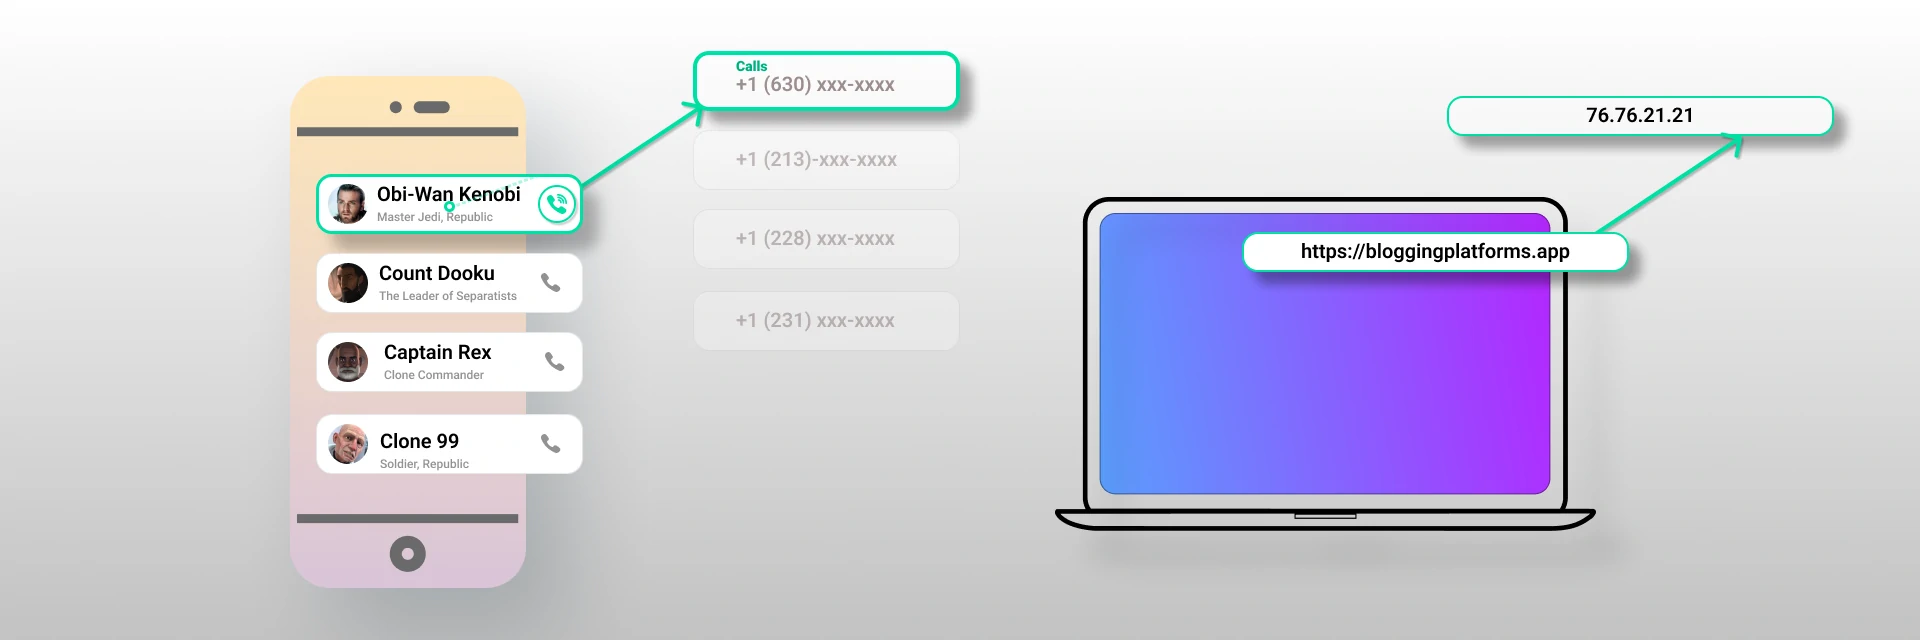 Obi-Wan Kenobi
Master Jedi, Republic
Count Dooku
The Leader of Separatists
Captain Rex
Clone Commander
Clone 99
Soldier, Republic
Calls
+1 (630) xxx-xxxx
+1 (213)-xxx-xxxx
+1 (228) xxx-xxxx
+1 (231) xxx-xxxx
76.76.21.21
https://bloggingplatforms.app